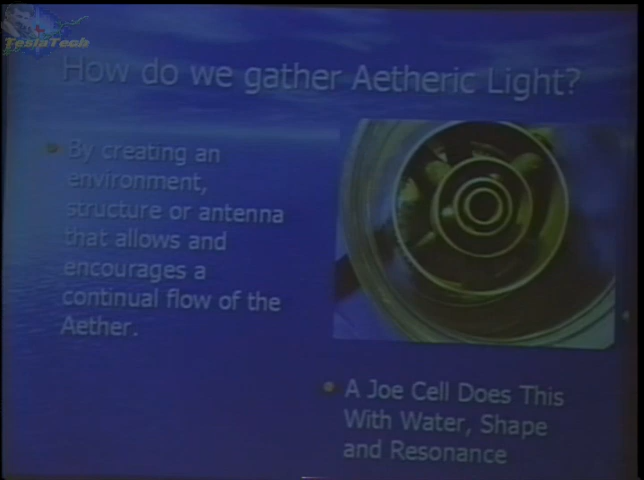 TeslaTech
How do we gather Aetheric Light?
By creating an
environment,
structure or antenna
that allows and
encourages a
continual flow of the
Aether.
A Joe Cell Does This
With Water, Shape
and Resonance